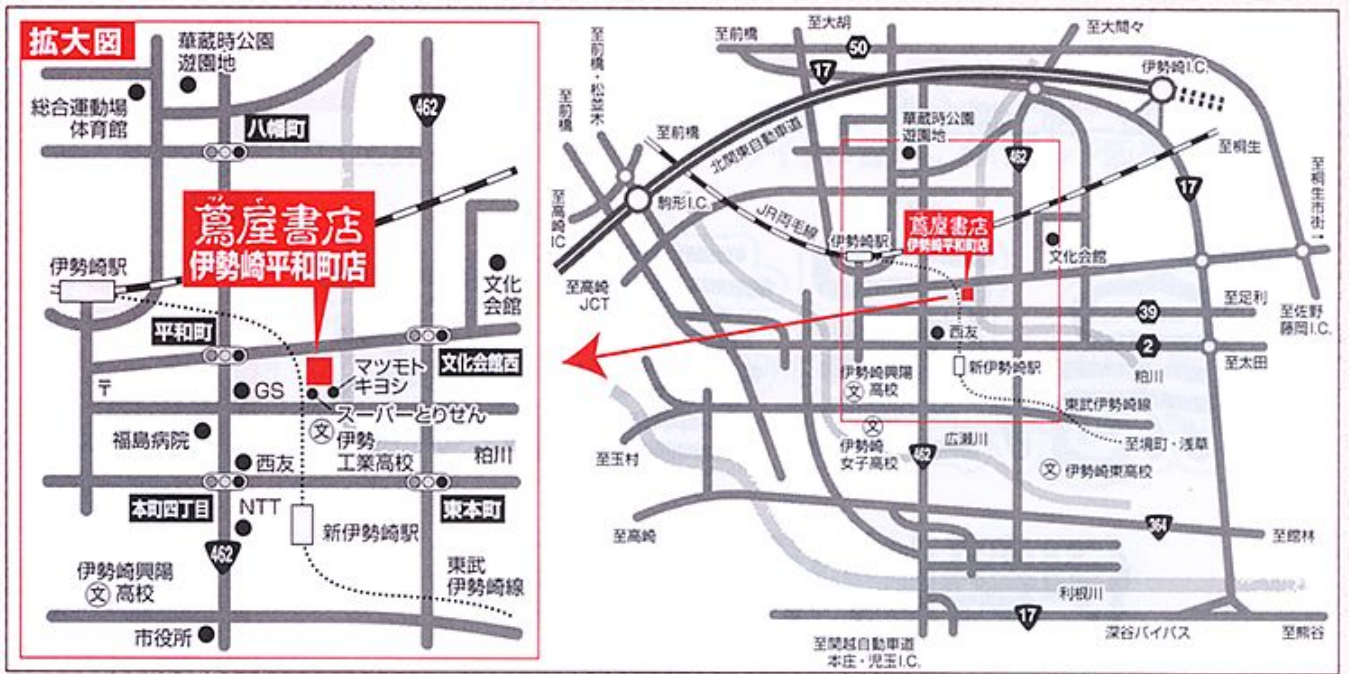 拡大図
華蔵時公園
遊園地
総合運動場
体育館
八幡町
462
蔦屋書店
伊勢崎平和町店
伊勢崎駅
文化
会館
平和町
文化会館西
〒
GS
マツモト
キヨシ
スーパーとりせん
福島病院
文
伊勢
工業高校
粕川
西友
本町四丁目
NTT
東本町
新伊勢崎駅
462
伊勢崎興陽
文 高校
東武
伊勢崎線
市役所
至前橋
至前橋・松並木
至前橋
至大胡
50
17
至大間々
伊勢崎I.C.
至前橋
北関東自動車道
華蔵時公園
遊園地
462
至桐生
17
至桐生市街→
駒形I.C.
至高崎
IC
JR両毛線
伊勢崎駅
蔦屋書店
伊勢崎平和町店
文化会館
至高崎
JCT
至足利
39
至佐野
藤岡I.C.
西友
2
至太田
新伊勢崎駅
粕川
伊勢崎興陽
文 高校
東武伊勢崎線
文
伊勢崎
女子高校
広瀬川
至境町・浅草
至玉村
462
文 伊勢崎東高校
至高崎
364
至館林
利根川
17
深谷バイパス
至熊谷
至関越自動車道
本庄・児玉I.C.